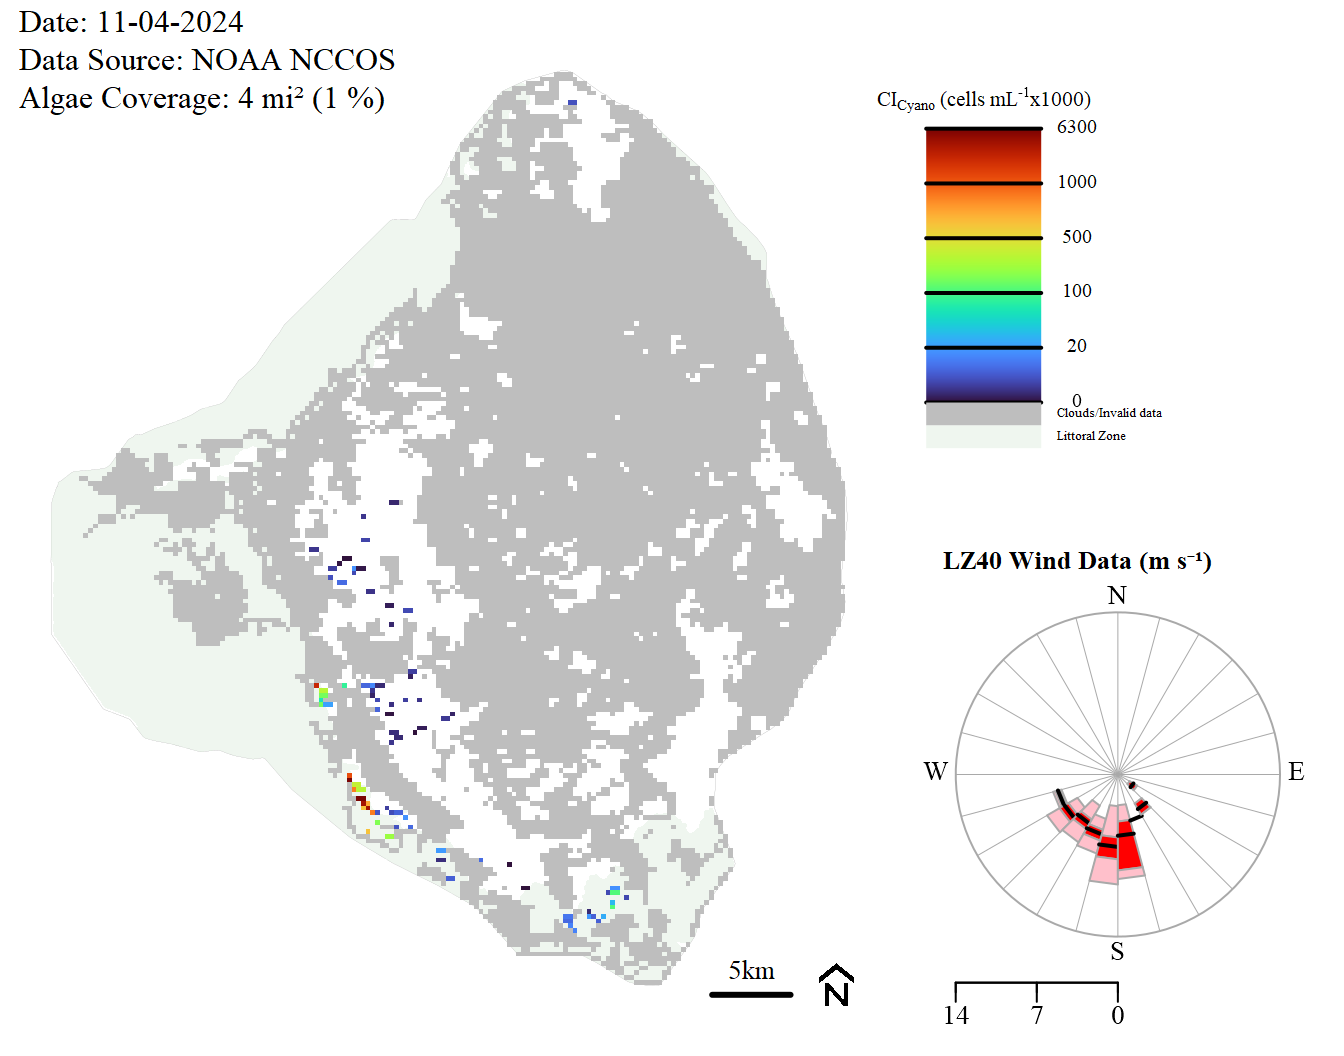 Date: 11-04-2024
Data Source: NOAA NCCOS
Algae Coverage: 4 mi² (1 %)
CI_Cyano (cells mL⁻¹x1000)
6300
1000
500
100
20
0
Clouds/Invalid data
Littoral Zone
LZ40 Wind Data (m s⁻¹)
N
W
E
S
5km
N
14 7 0